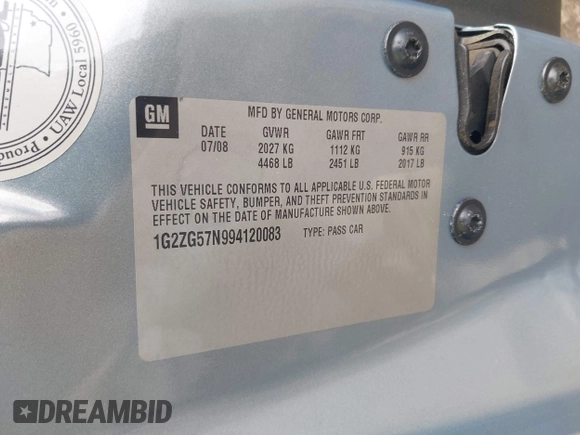 Proud
UAW Local 5960
GM
MFD BY GENERAL MOTORS CORP.
DATE GVWR GAWR FRT GAWR RR
07/08 2027 KG 1112 KG 915 KG
4468 LB 2451 LB 2017 LB
THIS VEHICLE CONFORMS TO ALL APPLICABLE U.S. FEDERAL MOTOR
VEHICLE SAFETY, BUMPER, AND THEFT PREVENTION STANDARDS IN
EFFECT ON THE DATE OF MANUFACTURE SHOWN ABOVE.
1G2ZG57N994120083 TYPE: PASS CAR
DREAMBID